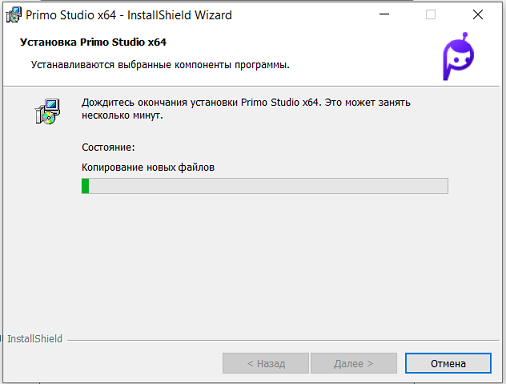 Primo Studio x64 - InstallShield Wizard
Установка Primo Studio x64
Устанавливаются выбранные компоненты программы.
Дождитесь окончания установки Primo Studio x64. Это может занять
несколько минут.
Состояние:
Копирование новых файлов
InstallShield
< Назад
Далее >
Отмена